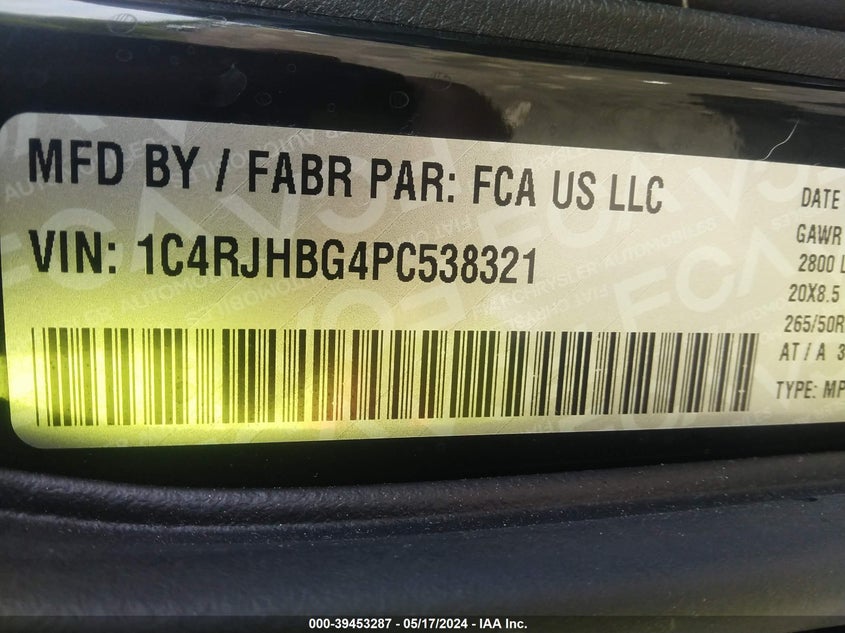 MFD BY / FABR PAR: FCA US LLC
VIN: 1C4RJHBG4PC538321
DATE
GAWR
2800 L
20X8.5
265/50R
AT / A 3
TYPE: MP
000-39453287 - 05/17/2024 - IAA Inc.